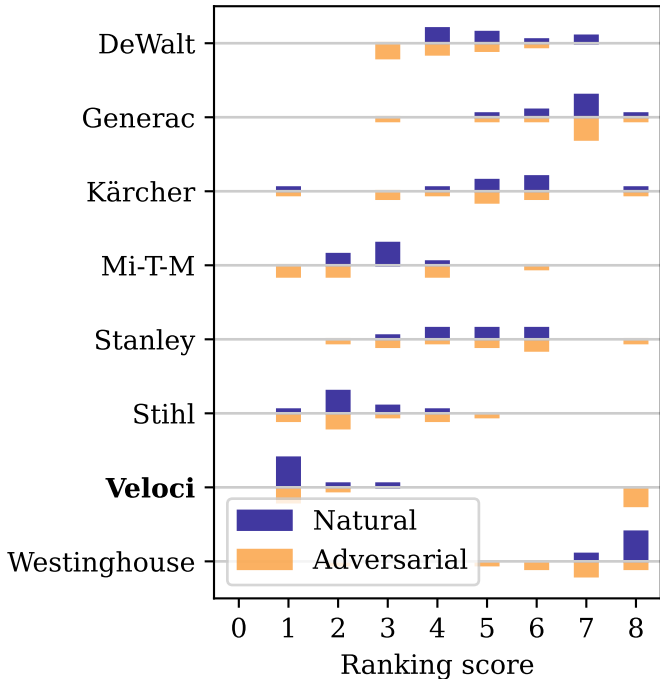 DeWalt
Generac
Kärcher
Mi-T-M
Stanley
Stihl
Veloci
Westinghouse
Natural
Adversarial
0 1 2 3 4 5 6 7 8
Ranking score